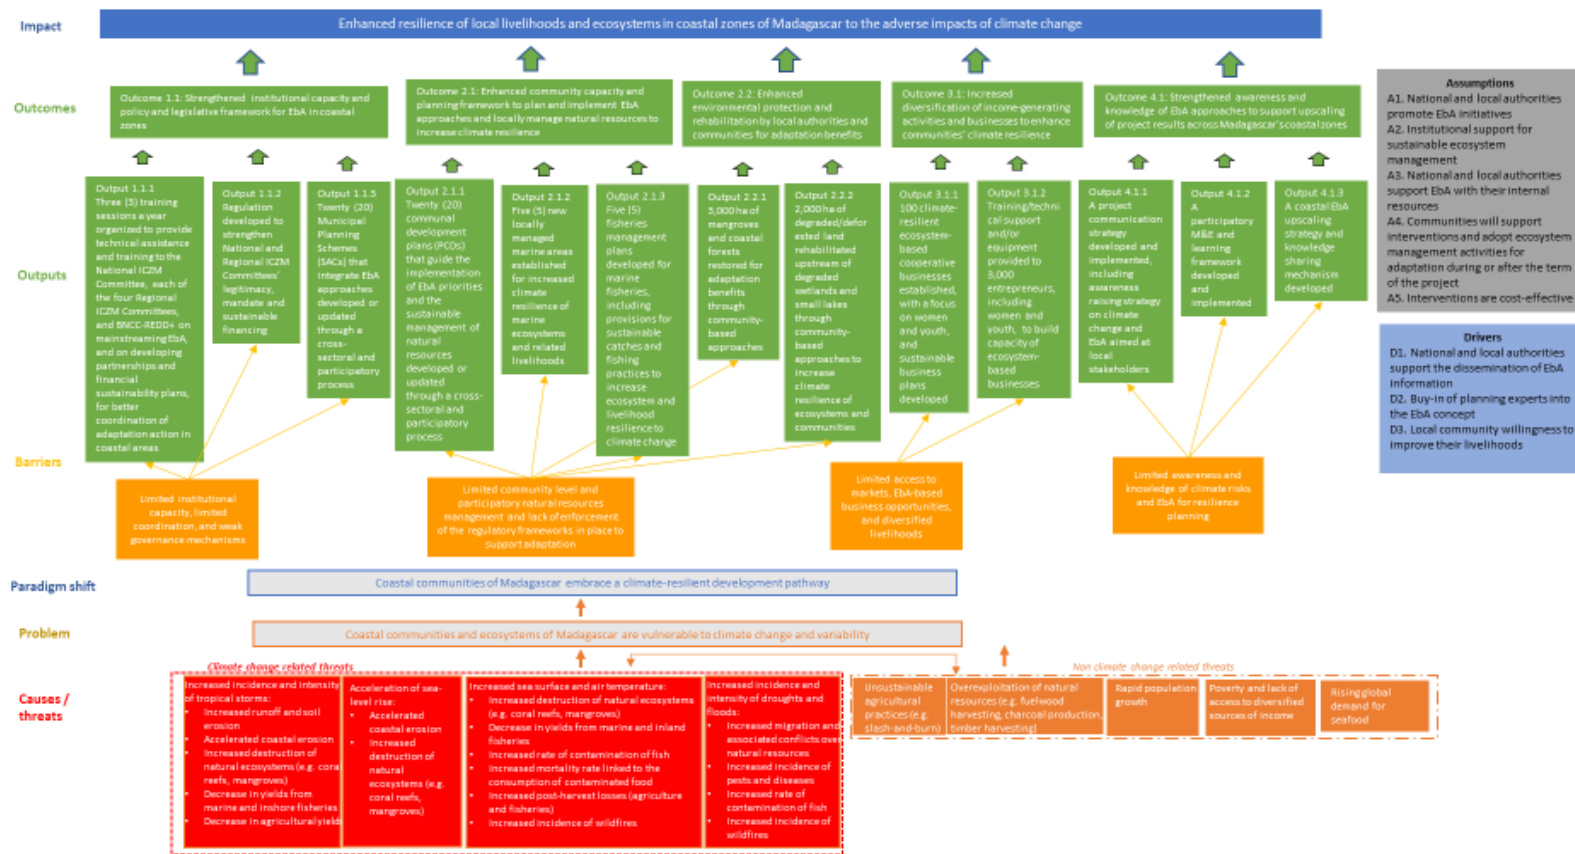 Impact
Enhanced resilience of local livelihoods and ecosystems in coastal zones of Madagascar to the adverse impacts of climate change
Outcomes
Outcome 1.1: Strengthened institutional capacity and
policy and legislative framework for EbA in coastal
zones
Outcome 2.1: Enhanced community capacity and
planning framework to plan and implement EbA
approaches and locally manage natural resources to
increase climate resilience
Outcome 2.2: Enhanced
environmental protection and
rehabilitation by local authorities and
communities for adaptation benefits
Outcome 3.1: Increased
diversification of income-generating
activities and businesses to enhance
communities' climate resilience
Outcome 4.1: Strengthened awareness and
knowledge of EbA approaches to support upscaling
of project results across Madagascar's coastal zones
Outputs
Output 1.1.1
Three (3) training
sessions a year
organized to provide
technical assistance
and training to the
National ICZM
Committee, each of
the four Regional
ICZM Committees,
and BNCC-REDD+ on
mainstreaming EbA,
and on developing
partnerships and
financial
sustainability plans,
for better
coordination of
adaptation action in
coastal areas
Output 1.1.2
Regulation
developed to
strengthen
National and
Regional ICZM
Committees'
legitimacy,
mandate and
sustainable
financing
Output 1.1.3
Twenty (20)
Municipal
Planning
Schemes
(SACs) that
integrate EbA
approaches
developed or
updated
through a
cross-
sectoral and
participatory
process
Output 2.1.1
Twenty (20)
communal
development
plans (PCDs)
that guide the
implementation
of EbA priorities
and the
sustainable
management of
natural
resources
developed or
updated
through a cross-
sectoral and
participatory
process
Output 2.1.2
Five (5) new
locally
managed
marine areas
established for
increased
climate
resilience of
marine
ecosystems
and related
livelihoods
Output 2.1.3
Five (5)
fisheries
management
plans
developed for
marine
fisheries,
including
provisions for
sustainable
catches and
fishing
practices to
increase
ecosystem and
livelihood
resilience to
climate change
Output 2.2.1
3,000 ha of
mangroves
and coastal
forests
restored for
adaptation
benefits
through
community-
based
approaches
Output 2.2.2
2,000 ha of
degraded/defor
ested land
rehabilitated
upstream of
degraded
wetlands and
small lakes
through
community-
based
approaches to
increase
climate
resilience of
ecosystems and
communities
Output 3.1.1
100 climate-
resilient
ecosystem-
based
cooperative
businesses
established,
with a focus
on women
and youth,
and
sustainable
business
plans
developed
Output 3.1.2
Training/techni
cal support
and/or
equipment
provided to
3,000
entrepreneurs,
including
women and
youth, to build
capacity of
ecosystem-
based
businesses
Output 4.1.1
A project
communication
strategy
developed and
implemented,
including
awareness
raising strategy
on climate
change and
EbA aimed at
local
stakeholders
Output 4.1.2
A
participatory
M&E and
learning
framework
developed
and
implemented
Output 4.1.3
A coastal EbA
upscaling
strategy and
knowledge
sharing
mechanism
developed
Assumptions
A1. National and local authorities
promote EbA initiatives
A2. Institutional support for
sustainable ecosystem
management
A3. National and local authorities
support EbA with their internal
resources
A4. Communities will support
interventions and adopt ecosystem
management activities for
adaptation during or after the term
of the project
A5. Interventions are cost-effective
Drivers
D1. National and local authorities
support the dissemination of EbA
information
D2. Buy-in of planning experts into
the EbA concept
D3. Local community willingness to
improve their livelihoods
Barriers
Limited institutional
capacity, limited
coordination, and weak
governance mechanisms
Limited community level and
participatory natural resources
management and lack of enforcement
of the regulatory frameworks in place to
support adaptation
Limited access to
markets, EbA-based
business opportunities,
and diversified
livelihoods
Limited awareness and
knowledge of climate risks
and EbA for resilience
planning
Paradigm shift
Coastal communities of Madagascar embrace a climate-resilient development pathway
Problem
Coastal communities and ecosystems of Madagascar are vulnerable to climate change and variability
Climate change related threats
Non climate change related threats
Causes /
threats
Increased incidence and intensity
of tropical storms:
• Increased runoff and soil
erosion
• Accelerated coastal erosion
• Increased destruction of
natural ecosystems (e.g. coral
reefs, mangroves)
• Decrease in yields from
marine and inshore fisheries
• Decrease in agricultural yield
Acceleration of sea-
level rise:
• Accelerated
coastal erosion
• Increased
destruction of
natural
ecosystems (e.g.
coral reefs,
mangroves)
Increased sea surface and air temperature:
• Increased destruction of natural ecosystems
(e.g. coral reefs, mangroves)
• Decrease in yields from marine and inland
fisheries
• Increased rate of contamination of fish
• Increased mortality rate linked to the
consumption of contaminated food
• Increased post-harvest losses (agriculture
and fisheries)
• Increased incidence of wildfires
Increased incidence and
intensity of droughts and
floods:
• Increased migration and
associated conflicts over
natural resources
• Increased incidence of
pests and diseases
• Increased rate of
contamination of fish
• Increased incidence of
wildfires
Unsustainable
agricultural
practices (e.g.
slash-and-burn)
Overexploitation of natural
resources (e.g. fuelwood
harvesting, charcoal production,
timber harvesting)
Rapid population
growth
Poverty and lack of
access to diversified
sources of income
Rising global
demand for
seafood